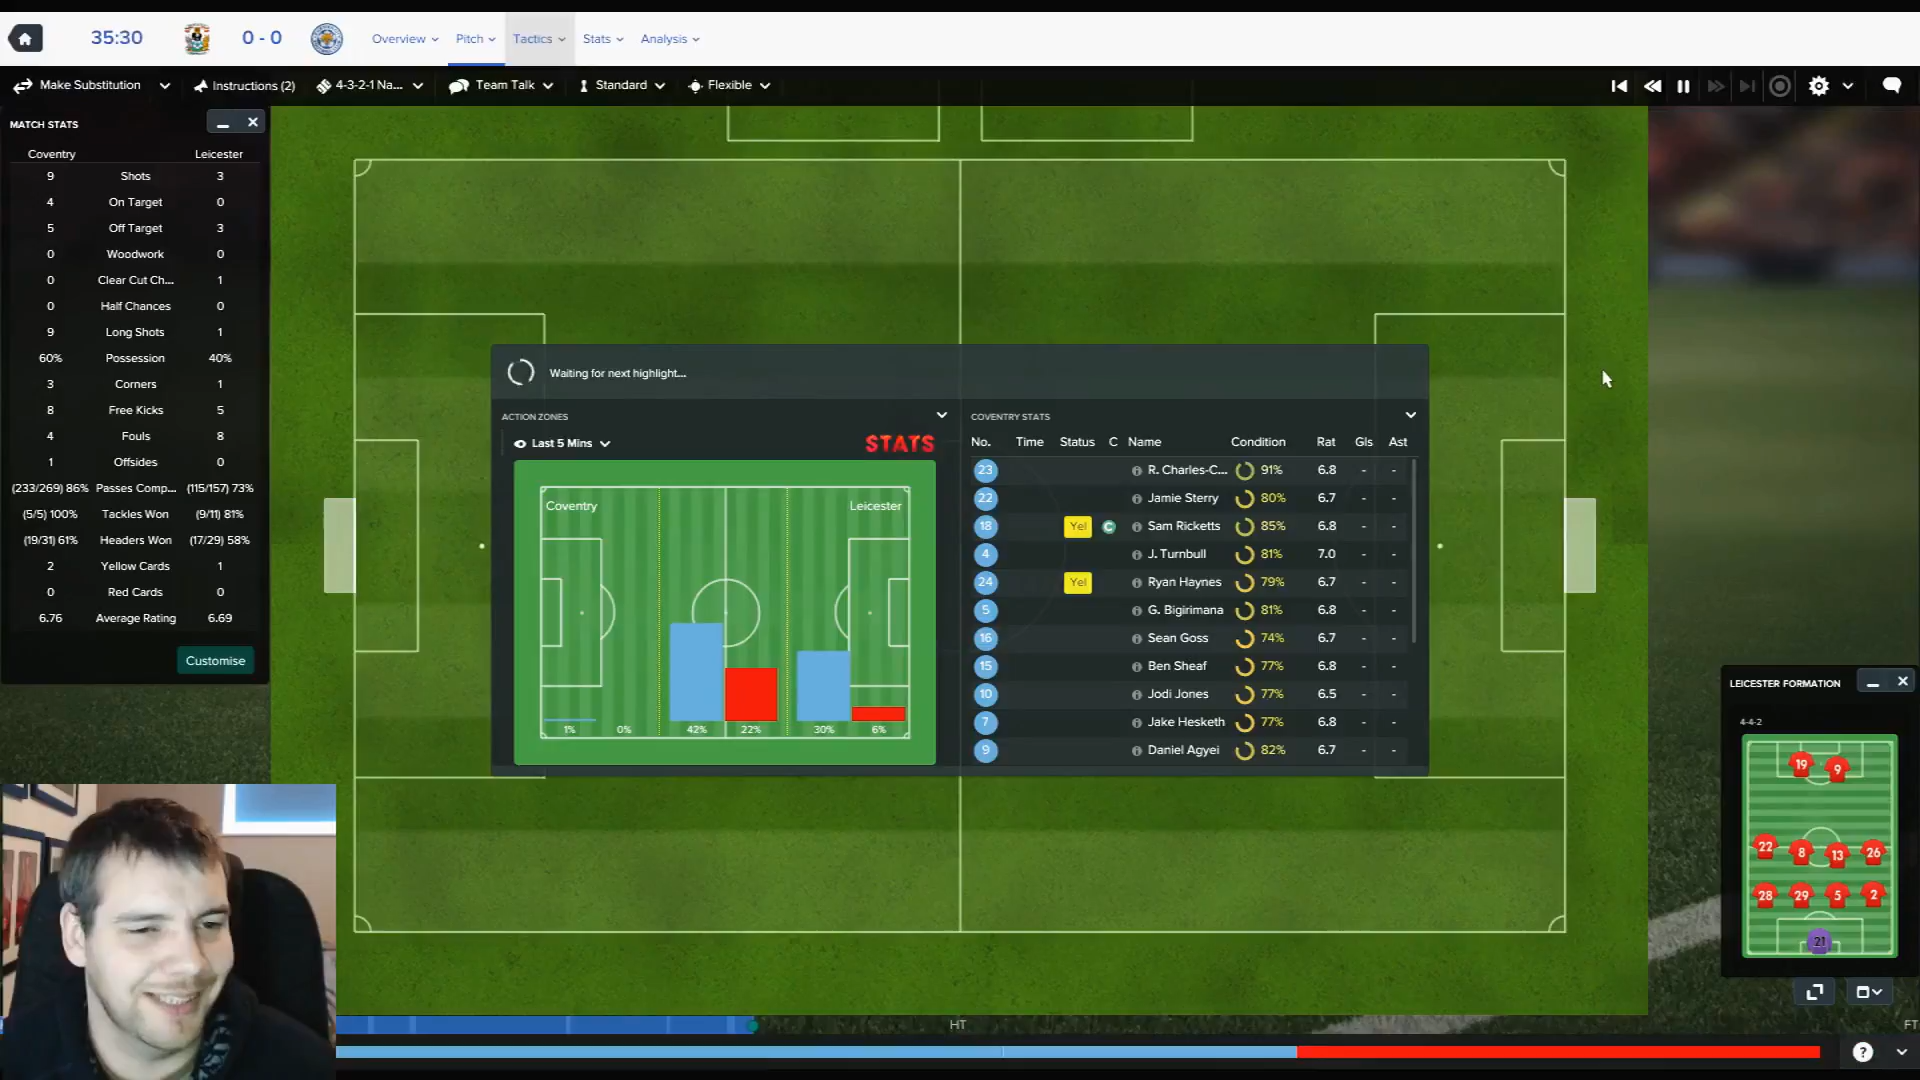 35:30 0 - 0 Overview Pitch Tactics Stats Analysis
Make Substitution Instructions (2) 4-3-2-1 Na... Team Talk Standard Flexible
MATCH STATS
Coventry Leicester
9 Shots 3
4 On Target 0
5 Off Target 3
0 Woodwork 0
0 Clear Cut Ch... 1
0 Half Chances 0
9 Long Shots 1
60% Possession 40%
3 Corners 1
8 Free Kicks 5
4 Fouls 8
1 Offsides 0
(233/269) 86% Passes Comp... (115/157) 73%
(5/5) 100% Tackles Won (9/11) 81%
(19/31) 61% Headers Won (17/29) 58%
2 Yellow Cards 1
0 Red Cards 0
6.76 Average Rating 6.69
Customise
Waiting for next highlight...
ACTION ZONES
Last 5 Mins STATS
Coventry Leicester
1% 0% 42% 22% 30% 6%
COVENTRY STATS
No. Time Status C Name Condition Rat Gls Ast
23 R. Charles-C... 91% 6.8 - -
22 Jamie Sterry 80% 6.7 - -
18 Yel C Sam Ricketts 85% 6.8 - -
4 J. Turnbull 81% 7.0 - -
24 Yel Ryan Haynes 79% 6.7 - -
5 G. Bigirimana 81% 6.8 - -
16 Sean Goss 74% 6.7 - -
15 Ben Sheaf 77% 6.8 - -
10 Jodi Jones 77% 6.5 - -
7 Jake Hesketh 77% 6.8 - -
9 Daniel Agyei 82% 6.7 - -
LEICESTER FORMATION
4-4-2
19 9
22 8 13 26
28 29 5 2
21
HT FT
?